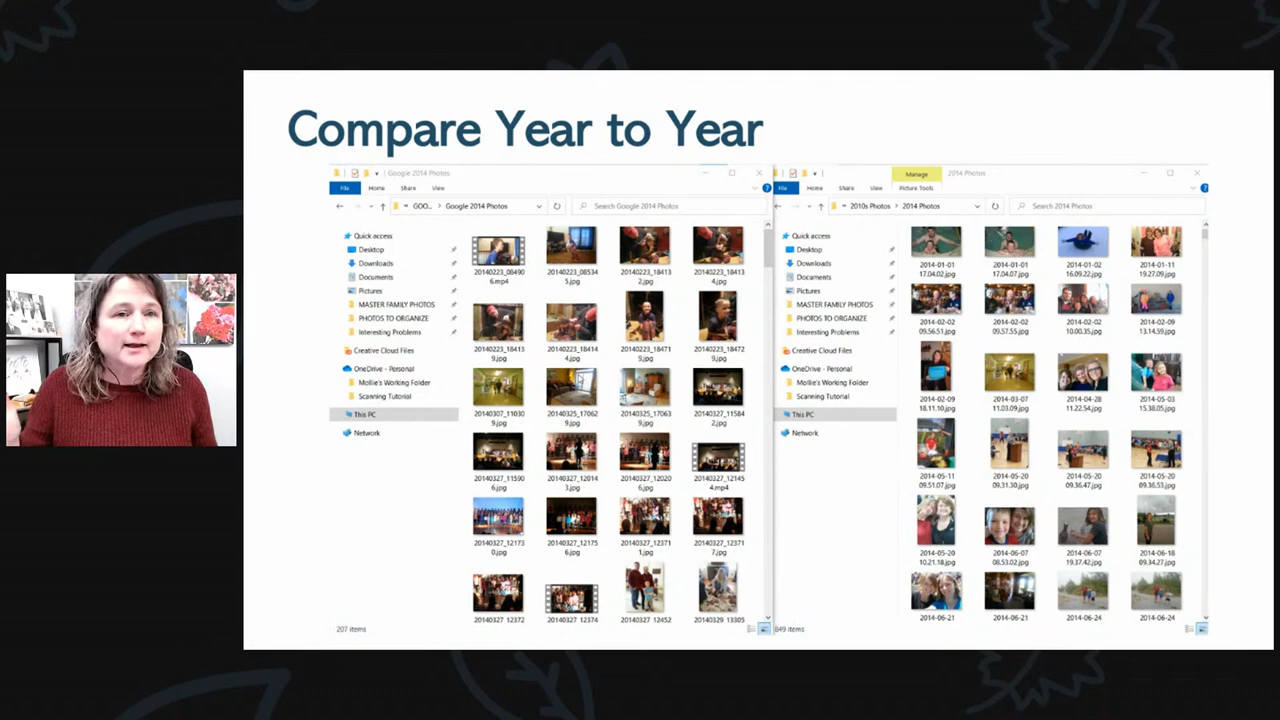 Compare Year to Year
Google 2014 Photos
File Home Share View
GOO... > Google 2014 Photos
Search Google 2014 Photos
Quick access
Desktop
Downloads
Documents
Pictures
MASTER FAMILY PHOTOS
PHOTOS TO ORGANIZE
Interesting Problems
Creative Cloud Files
OneDrive - Personal
Mollie's Working Folder
Scanning Tutorial
This PC
Network
20140223_08490 20140223_08534 20140223_18413 20140223_18413
6.mp4 5.jpg 2.jpg 4.jpg
20140223_18413 20140223_18414 20140223_18471 20140223_18472
9.jpg 4.jpg 9.jpg 9.jpg
20140307_11030 20140325_17062 20140325_17063 20140327_11584
9.jpg 9.jpg 9.jpg 2.jpg
20140327_11590 20140327_12014 20140327_12020 20140327_12145
6.jpg 3.jpg 6.jpg 4.mp4
20140327_12173 20140327_12175 20140327_12371 20140327_12371
0.jpg 6.jpg 1.jpg 7.jpg
20140327_12372 20140327_12374 20140327_12452 20140329_13305
207 items
Manage 2014 Photos
File Home Share View Picture Tools
2010s Photos > 2014 Photos
Search 2014 Photos
Quick access
Desktop
Downloads
Documents
Pictures
MASTER FAMILY PHOTOS
PHOTOS TO ORGANIZE
Interesting Problems
Creative Cloud Files
OneDrive - Personal
Mollie's Working Folder
Scanning Tutorial
This PC
Network
2014-01-01 2014-01-01 2014-01-02 2014-01-11
17.04.02.jpg 17.04.07.jpg 16.09.22.jpg 19.27.09.jpg
2014-02-02 2014-02-02 2014-02-02 2014-02-09
09.56.51.jpg 09.57.55.jpg 10.00.35.jpg 13.14.59.jpg
2014-02-09 2014-03-07 2014-04-28 2014-05-03
18.11.10.jpg 11.03.09.jpg 11.22.54.jpg 15.38.05.jpg
2014-05-11 2014-05-20 2014-05-20 2014-05-20
09.51.07.jpg 09.31.30.jpg 09.36.47.jpg 09.36.53.jpg
2014-05-20 2014-06-07 2014-06-07 2014-06-18
10.21.18.jpg 08.53.02.jpg 19.37.42.jpg 09.34.27.jpg
2014-06-21 2014-06-21 2014-06-24 2014-06-24
849 items